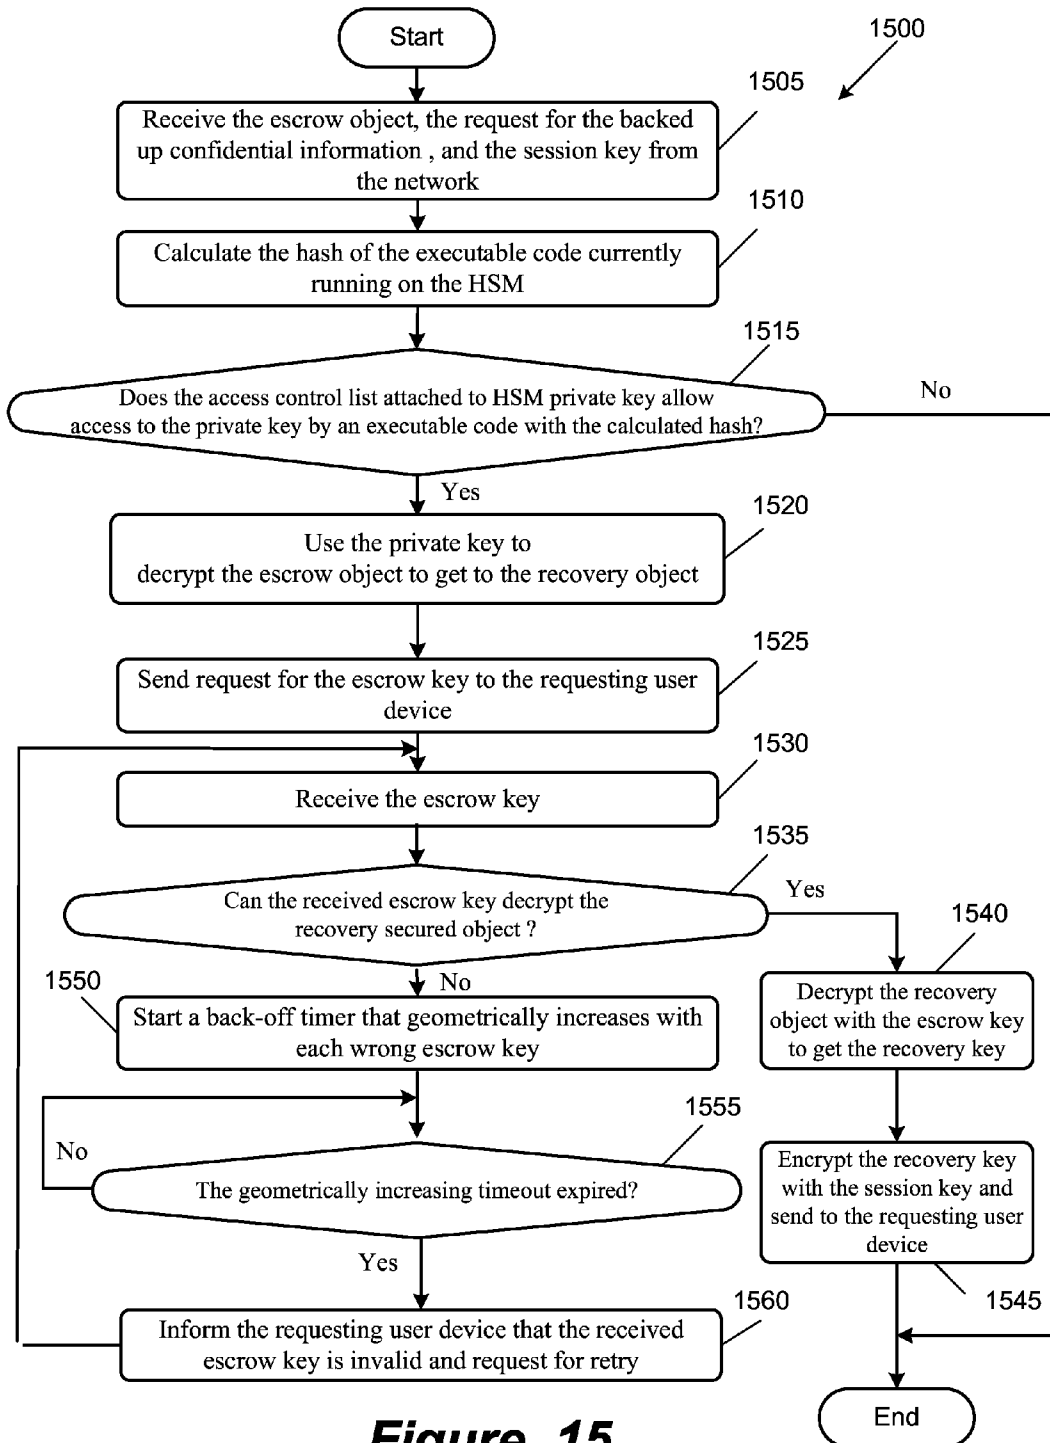 Start
1500
1505
Receive the escrow object, the request for the backed
up confidential information , and the session key from
the network
1510
Calculate the hash of the executable code currently
running on the HSM
1515
Does the access control list attached to HSM private key allow
access to the private key by an executable code with the calculated hash?
No
Yes
1520
Use the private key to
decrypt the escrow object to get to the recovery object
1525
Send request for the escrow key to the requesting user
device
1530
Receive the escrow key
1535
Can the received escrow key decrypt the
recovery secured object ?
Yes
1540
Decrypt the recovery
object with the escrow key
to get the recovery key
No
1550
Start a back-off timer that geometrically increases with
each wrong escrow key
1555
No
The geometrically increasing timeout expired?
Encrypt the recovery key
with the session key and
send to the requesting user
device
1545
Yes
1560
Inform the requesting user device that the received
escrow key is invalid and request for retry
End
Figure 15